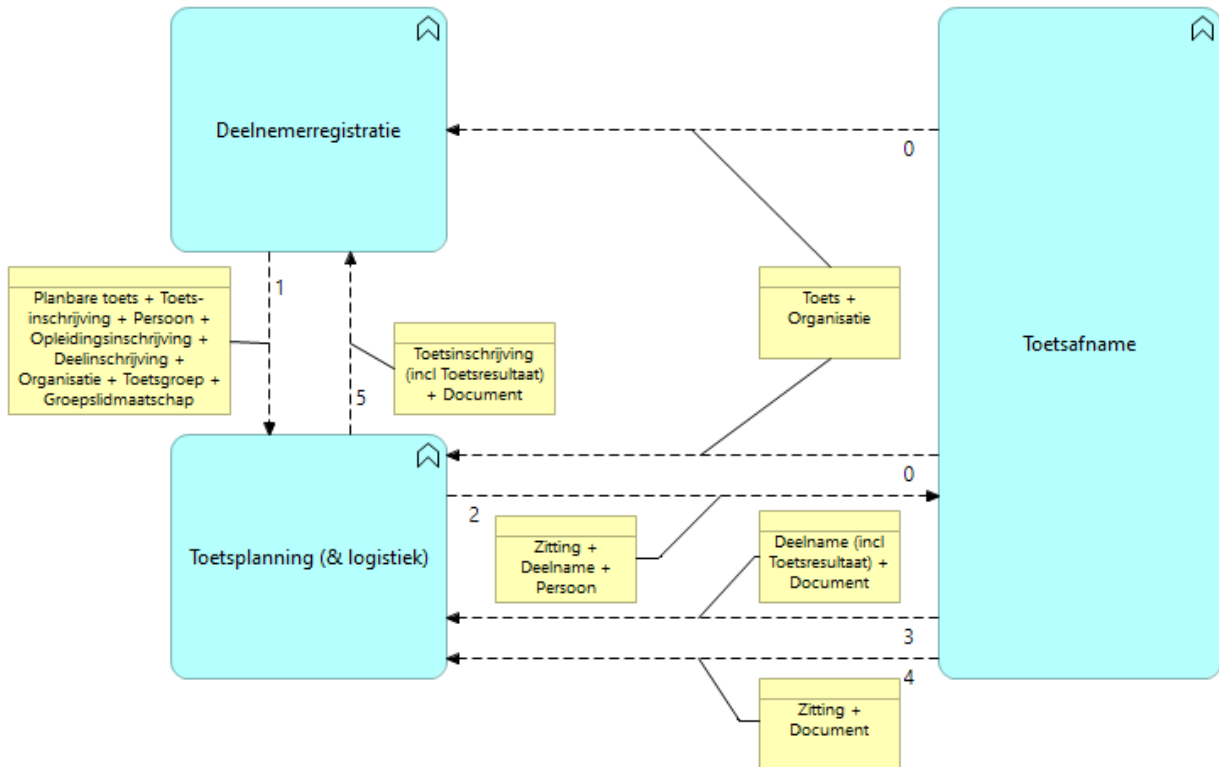 Deelnemerregistratie
0
1
Planbare toets + Toets-
inschrijving + Persoon +
Opleidingsinschrijving +
Deelinschrijving +
Organisatie + Toetsgroep +
Groepslidmaatschap
Toetsinschrijving
(incl Toetsresultaat)
+ Document
5
Toets +
Organisatie
Toetsafname
Toetsplanning (& logistiek)
0
2
Zitting +
Deelname +
Persoon
Deelname (incl
Toetsresultaat) +
Document
3
4
Zitting +
Document